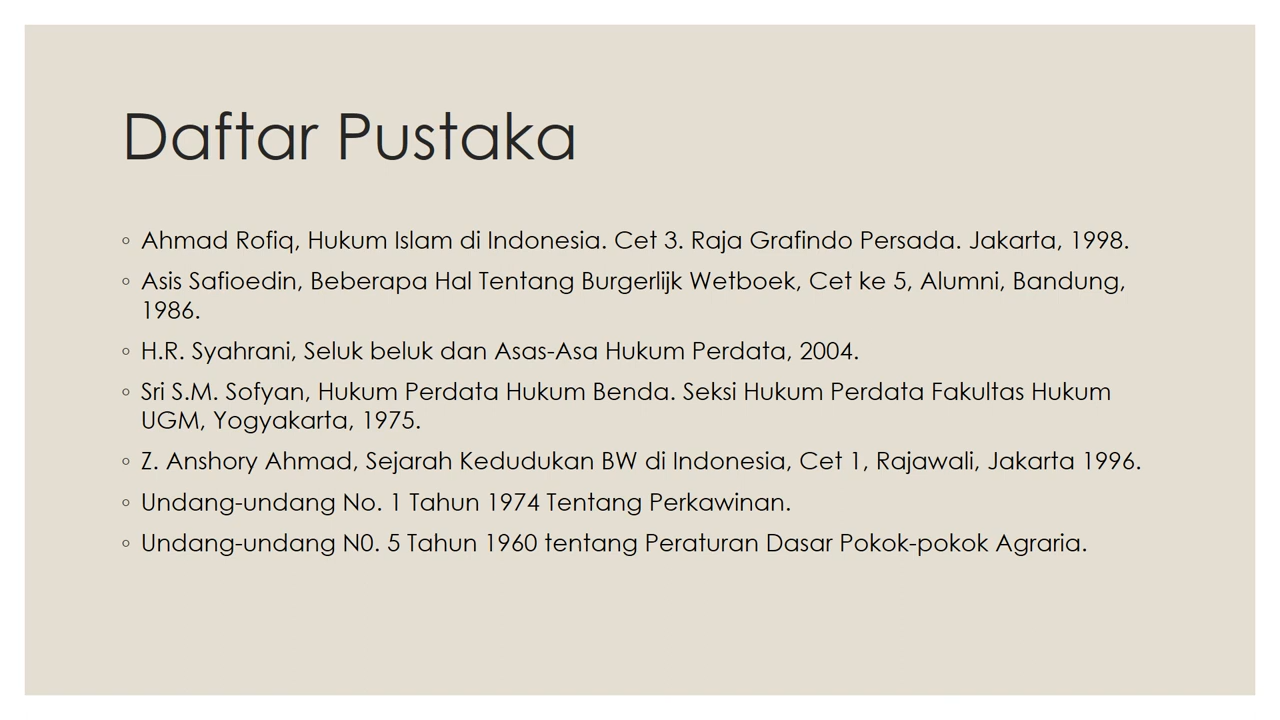 Daftar Pustaka
◦ Ahmad Rofiq, Hukum Islam di Indonesia. Cet 3. Raja Grafindo Persada. Jakarta, 1998.
◦ Asis Safioedin, Beberapa Hal Tentang Burgerlijk Wetboek, Cet ke 5, Alumni, Bandung,
1986.
◦ H.R. Syahrani, Seluk beluk dan Asas-Asa Hukum Perdata, 2004.
◦ Sri S.M. Sofyan, Hukum Perdata Hukum Benda. Seksi Hukum Perdata Fakultas Hukum
UGM, Yogyakarta, 1975.
◦ Z. Anshory Ahmad, Sejarah Kedudukan BW di Indonesia, Cet 1, Rajawali, Jakarta 1996.
◦ Undang-undang No. 1 Tahun 1974 Tentang Perkawinan.
◦ Undang-undang N0. 5 Tahun 1960 tentang Peraturan Dasar Pokok-pokok Agraria.